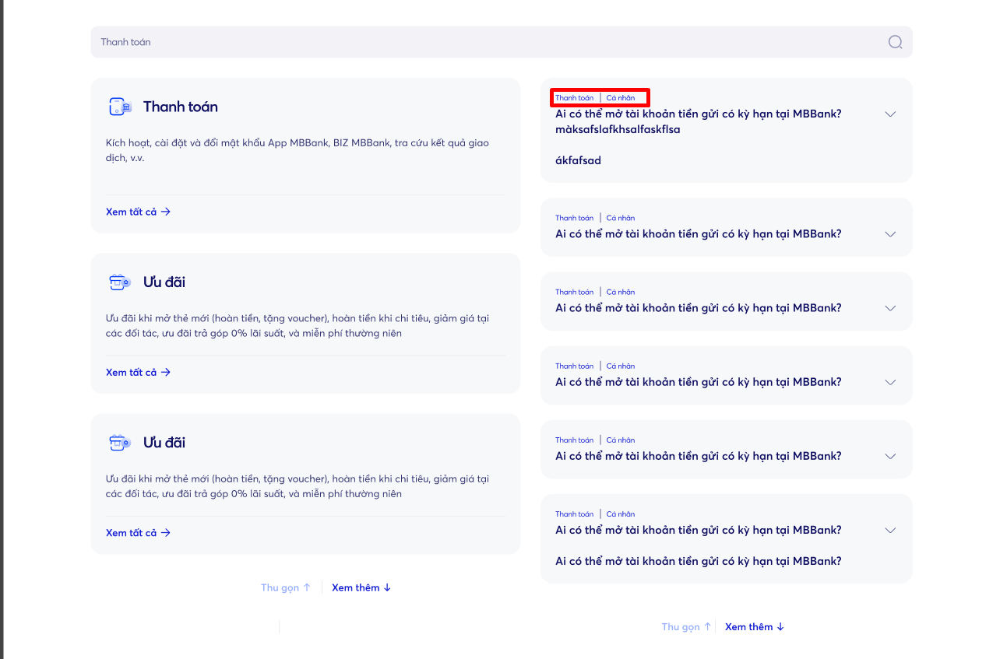 Thanh toán
Thanh toán
Kích hoạt, cài đặt và đổi mật khẩu App MBBank, BIZ MBBank, tra cứu kết quả giao
dịch, v.v.
Xem tất cả →
Ưu đãi
Ưu đãi khi mở thẻ mới (hoàn tiền, tặng voucher), hoàn tiền khi chi tiêu, giảm giá tại
các đối tác, ưu đãi trả góp 0% lãi suất, và miễn phí thường niên
Xem tất cả →
Ưu đãi
Ưu đãi khi mở thẻ mới (hoàn tiền, tặng voucher), hoàn tiền khi chi tiêu, giảm giá tại
các đối tác, ưu đãi trả góp 0% lãi suất, và miễn phí thường niên
Xem tất cả →
Thu gọn ↑ | Xem thêm ↓
Thanh toán | Cá nhân
Ai có thể mở tài khoản tiền gửi có kỳ hạn tại MBBank?
màksafslafkhsalfaskflsa
ákfafsad
Thanh toán | Cá nhân
Ai có thể mở tài khoản tiền gửi có kỳ hạn tại MBBank?
Thanh toán | Cá nhân
Ai có thể mở tài khoản tiền gửi có kỳ hạn tại MBBank?
Thanh toán | Cá nhân
Ai có thể mở tài khoản tiền gửi có kỳ hạn tại MBBank?
Thanh toán | Cá nhân
Ai có thể mở tài khoản tiền gửi có kỳ hạn tại MBBank?
Thanh toán | Cá nhân
Ai có thể mở tài khoản tiền gửi có kỳ hạn tại MBBank?
Ai có thể mở tài khoản tiền gửi có kỳ hạn tại MBBank?
Thu gọn ↑ | Xem thêm ↓